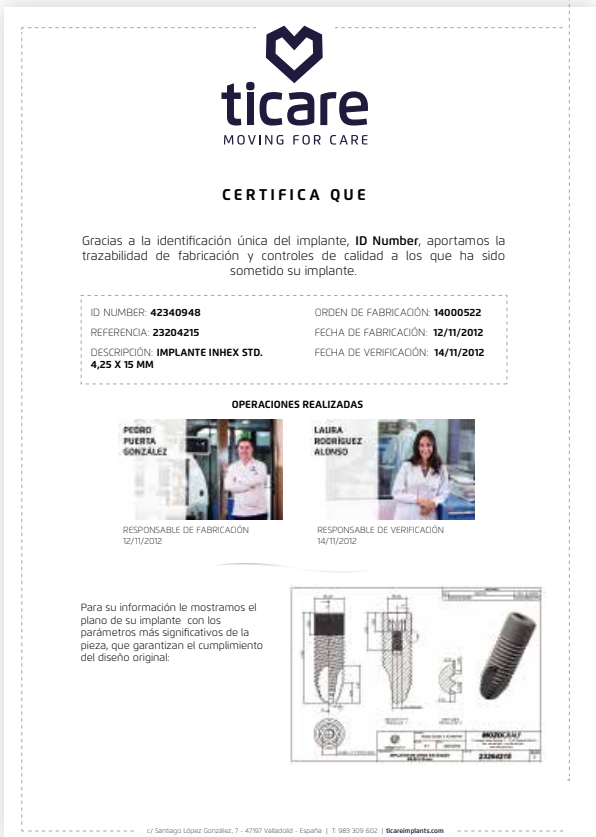 ticare
MOVING FOR CARE
CERTIFICA QUE
Gracias a la identificación única del implante, ID Number, aportamos la
trazabilidad de fabricación y controles de calidad a los que ha sido
sometido su implante.
ID NUMBER: 42340948
REFERENCIA: 23204215
DESCRIPCIÓN: IMPLANTE INHEX STD.
4,25 X 15 MM
ORDEN DE FABRICACIÓN: 14000522
FECHA DE FABRICACIÓN: 12/11/2012
FECHA DE VERIFICACIÓN: 14/11/2012
OPERACIONES REALIZADAS
PEDRO
PUERTA
GONZÁLEZ
RESPONSABLE DE FABRICACIÓN
12/11/2012
LAURA
RODRÍGUEZ
ALONSO
RESPONSABLE DE VERIFICACIÓN
14/11/2012
Para su información le mostramos el
plano de su implante con los
parámetros más significativos de la
pieza, que garantizan el cumplimiento
del diseño original:
MOZOGRAU
c/ Santiago López González, 7 - 47197 Valladolid - España | T: 983 309 602 | ticareimplants.com